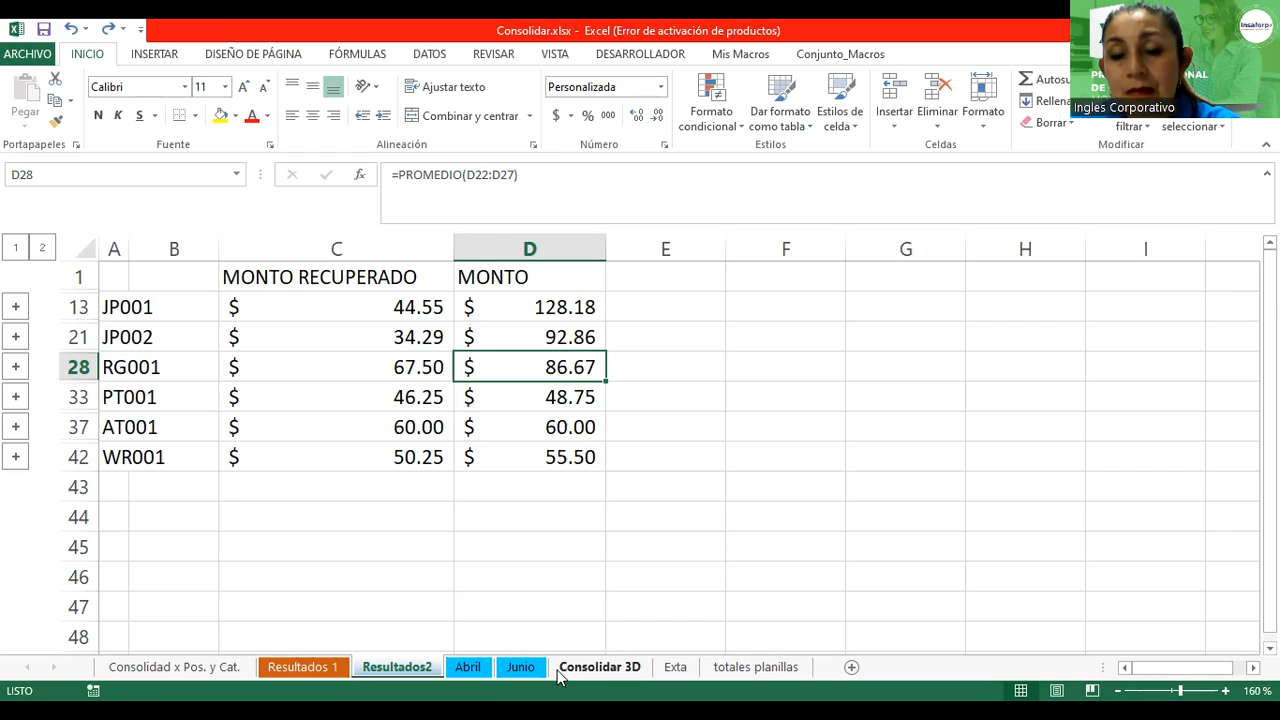 Consolidar.xlsx - Excel (Error de activación de productos)
ARCHIVO INICIO INSERTAR DISEÑO DE PÁGINA FÓRMULAS DATOS REVISAR VISTA DESARROLLADOR Mis Macros Conjunto_Macros
Calibri 11 Ajustar texto Personalizada Autosu
Pegar N K S Combinar y centrar $ % 000 Formato condicional Dar formato como tabla Estilos de celda Insertar Eliminar Formato Rellena
Borrar filtrar seleccionar
Portapapeles Fuente Alineación Número Estilos Celdas Modificar
Insaforp
Ingles Corporativo
D28 fx =PROMEDIO(D22:D27)
1 2 A B C D E F G H I
1 MONTO RECUPERADO MONTO
13 JP001 $ 44.55 $ 128.18
21 JP002 $ 34.29 $ 92.86
28 RG001 $ 67.50 $ 86.67
33 PT001 $ 46.25 $ 48.75
37 AT001 $ 60.00 $ 60.00
42 WR001 $ 50.25 $ 55.50
43
44
45
46
47
48
Consolidad x Pos. y Cat. Resultados 1 Resultados2 Abril Junio Consolidar 3D Exta totales planillas
LISTO 160 %